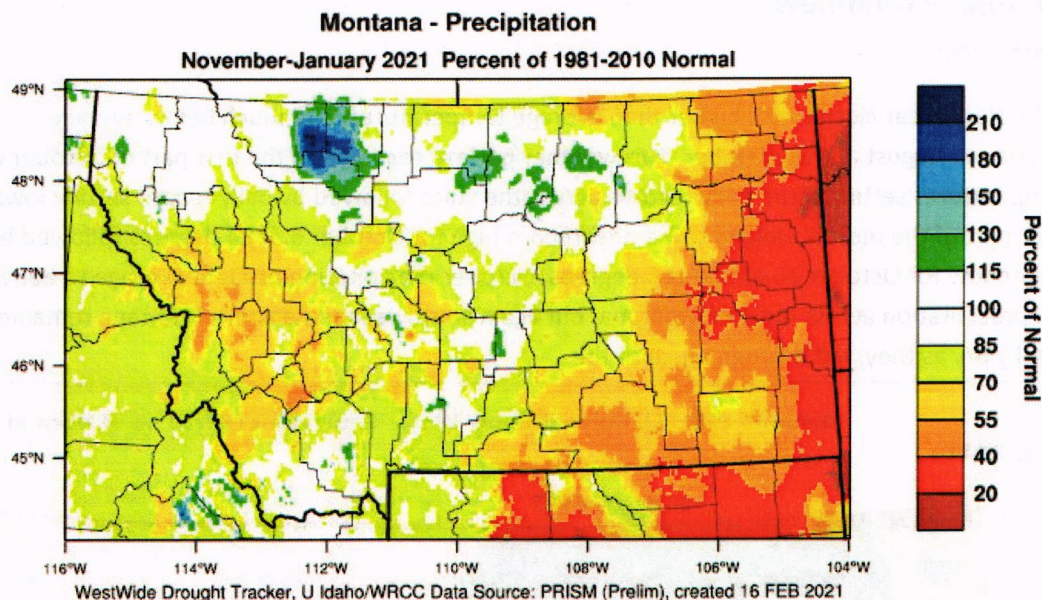 Montana - Precipitation
November-January 2021 Percent of 1981-2010 Normal
49°N
48°N
47°N
46°N
45°N
116°W
114°W
112°W
110°W
108°W
106°W
104°W
210
180
150
130
115
100
85
70
55
40
20
Percent of Normal
WestWide Drought Tracker, U Idaho/WRCC Data Source: PRISM (Prelim), created 16 FEB 2021